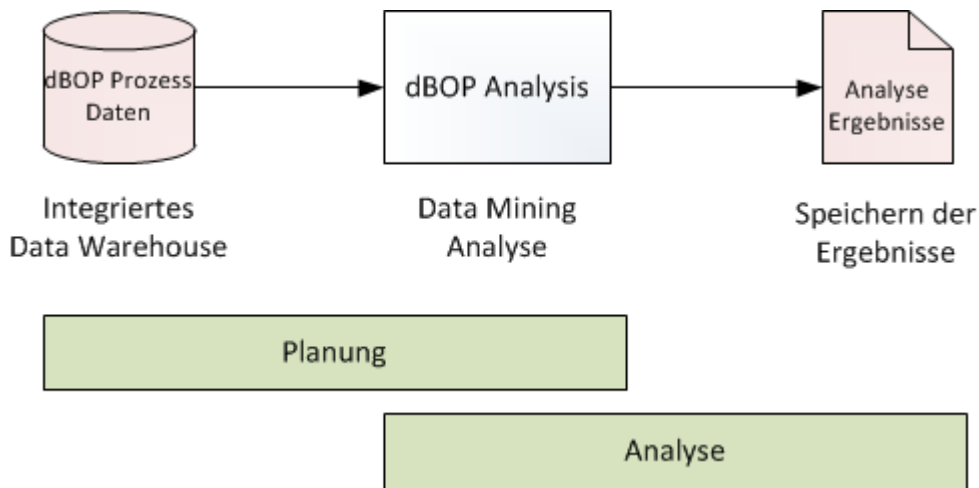 dBOP Prozess
Daten
dBOP Analysis
Analyse
Ergebnisse
Integriertes
Data Warehouse
Data Mining
Analyse
Speichern der
Ergebnisse
Planung
Analyse